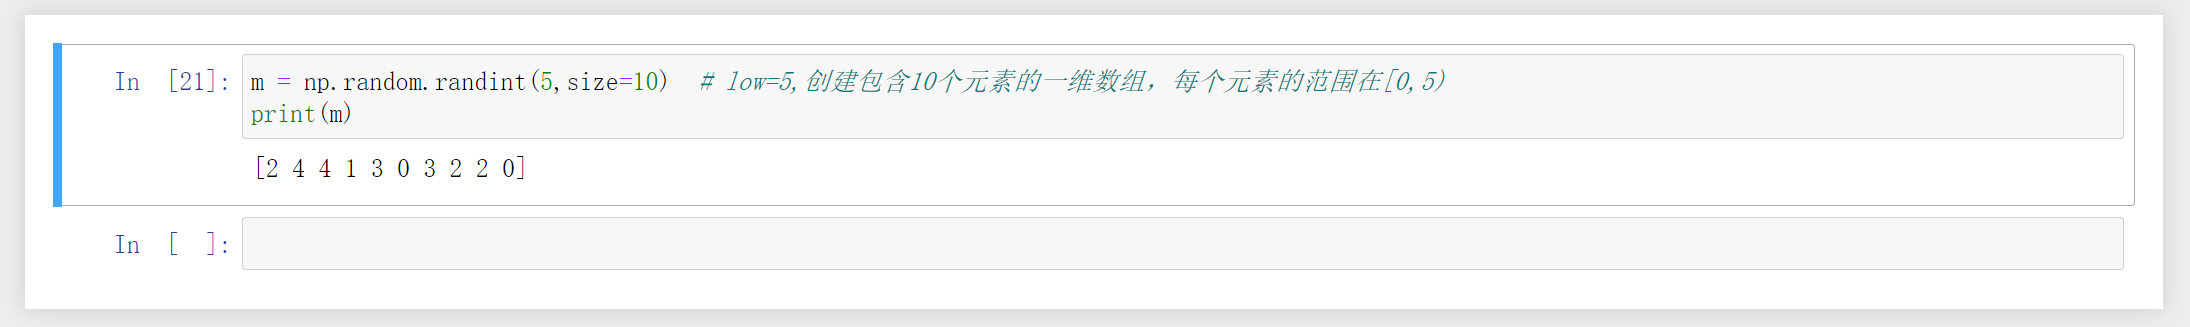 In [21]: m = np.random.randint(5,size=10)  # low=5,创建包含10个元素的一维数组，每个元素的范围在[0,5)
print(m)
[2 4 4 1 3 0 3 2 2 0]
In [ ]: